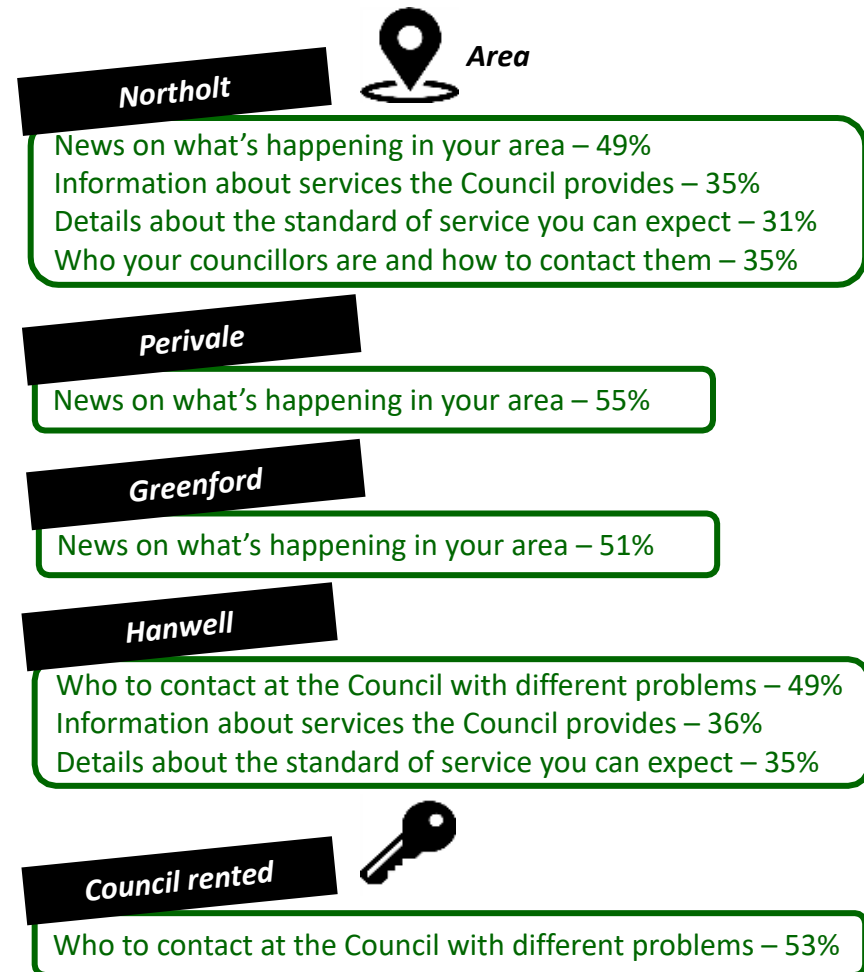 Area
Northolt
News on what's happening in your area – 49%
Information about services the Council provides – 35%
Details about the standard of service you can expect – 31%
Who your councillors are and how to contact them – 35%
Perivale
News on what's happening in your area – 55%
Greenford
News on what's happening in your area – 51%
Hanwell
Who to contact at the Council with different problems – 49%
Information about services the Council provides – 36%
Details about the standard of service you can expect – 35%
Council rented
Who to contact at the Council with different problems – 53%